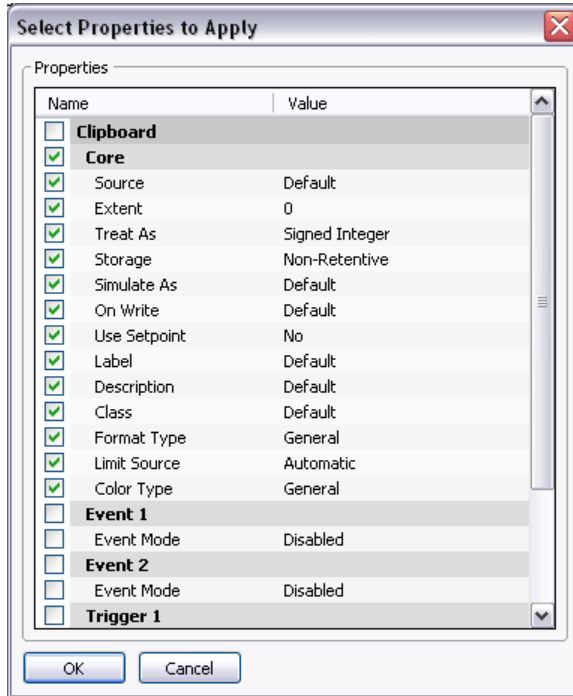 Select Properties to Apply
Properties
Name Value
Clipboard
Core
Source Default
Extent 0
Treat As Signed Integer
Storage Non-Retentive
Simulate As Default
On Write Default
Use Setpoint No
Label Default
Description Default
Class Default
Format Type General
Limit Source Automatic
Color Type General
Event 1
Event Mode Disabled
Event 2
Event Mode Disabled
Trigger 1
OK Cancel